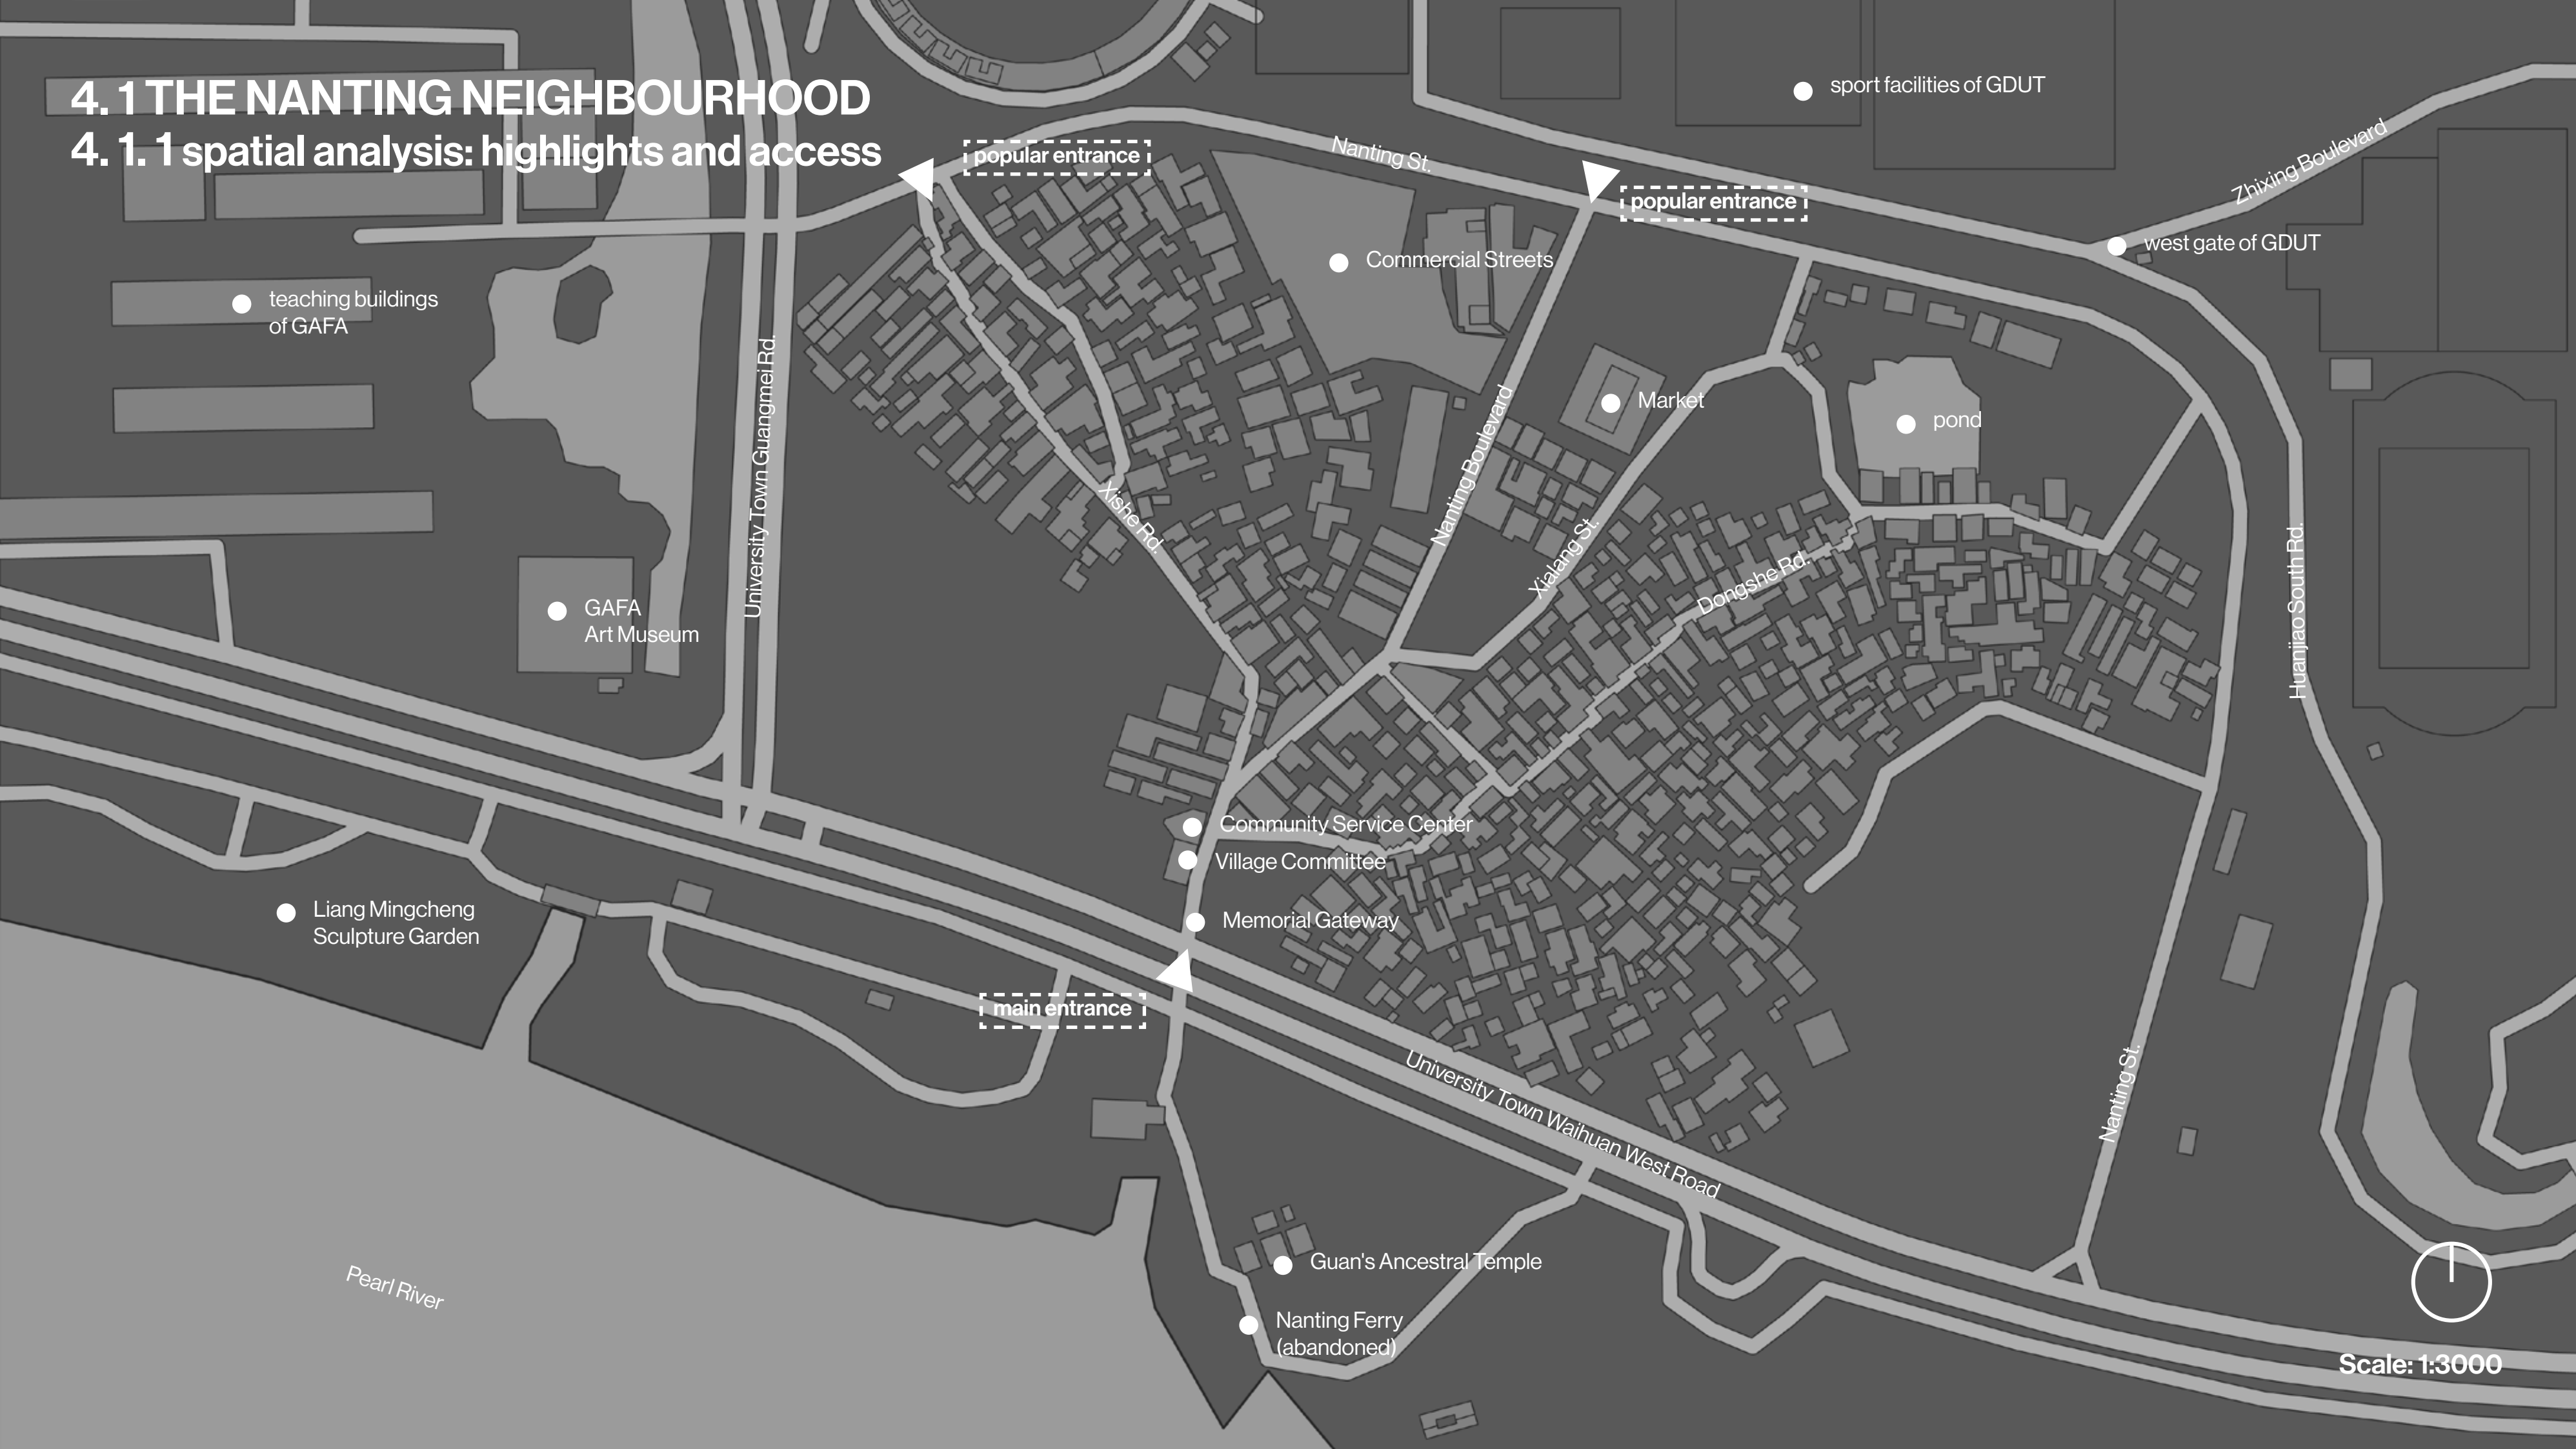 4. 1 THE NANTING NEIGHBOURHOOD
4. 1. 1 spatial analysis: highlights and access
sport facilities of GDUT
popular entrance
Nanting St.
popular entrance
Zhixing Boulevard
west gate of GDUT
Commercial Streets
teaching buildings
of GAFA
University Town Guangmei Rd.
Market
pond
Nanting Boulevard
Xishe Rd.
Xialang St.
Dongshe Rd.
Huanjiao South Rd.
GAFA
Art Museum
Community Service Center
Village Committee
Memorial Gateway
Liang Mingcheng
Sculpture Garden
main entrance
University Town Waihuan West Road
Nanting St.
Guan's Ancestral Temple
Pearl River
Nanting Ferry
(abandoned)
Scale: 1:3000